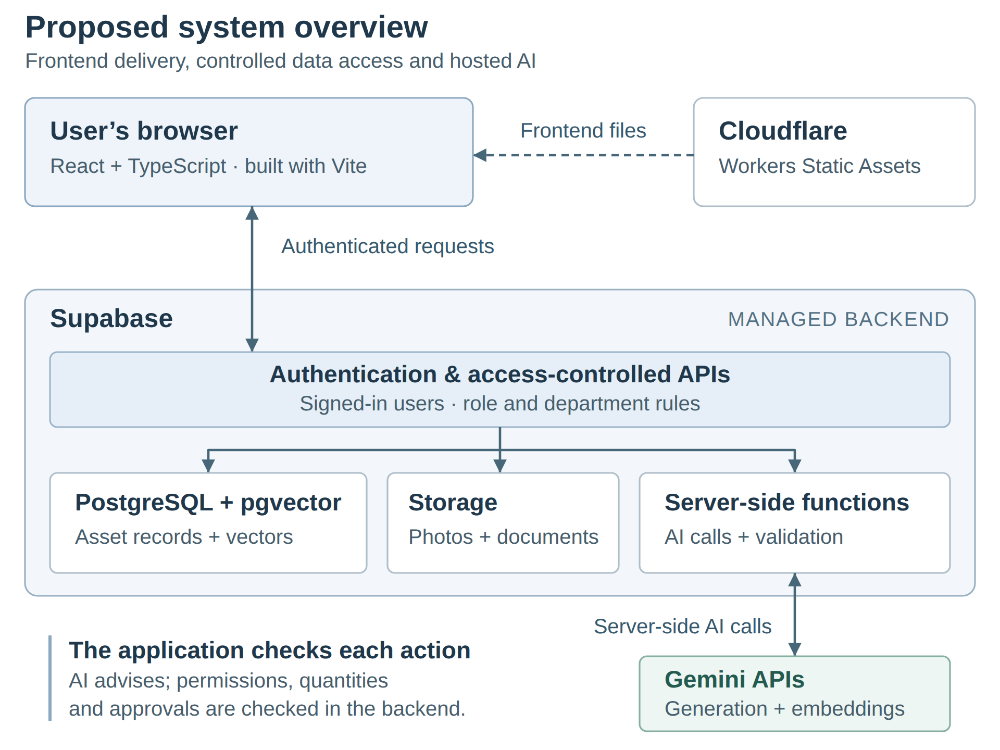 Proposed system overview
Frontend delivery, controlled data access and hosted AI
User’s browser
React + TypeScript · built with Vite
Frontend files
Cloudflare
Workers Static Assets
Authenticated requests
Supabase
MANAGED BACKEND
Authentication & access-controlled APIs
Signed-in users · role and department rules
PostgreSQL + pgvector
Asset records + vectors
Storage
Photos + documents
Server-side functions
AI calls + validation
Server-side AI calls
The application checks each action
AI advises; permissions, quantities
and approvals are checked in the backend.
Gemini APIs
Generation + embeddings